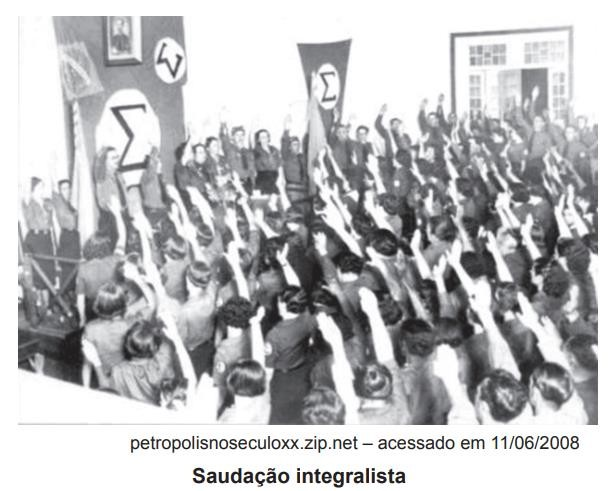 Σ
Σ
Σ
petropolisnoseculoxx.zip.net – acessado em 11/06/2008
Saudação integralista